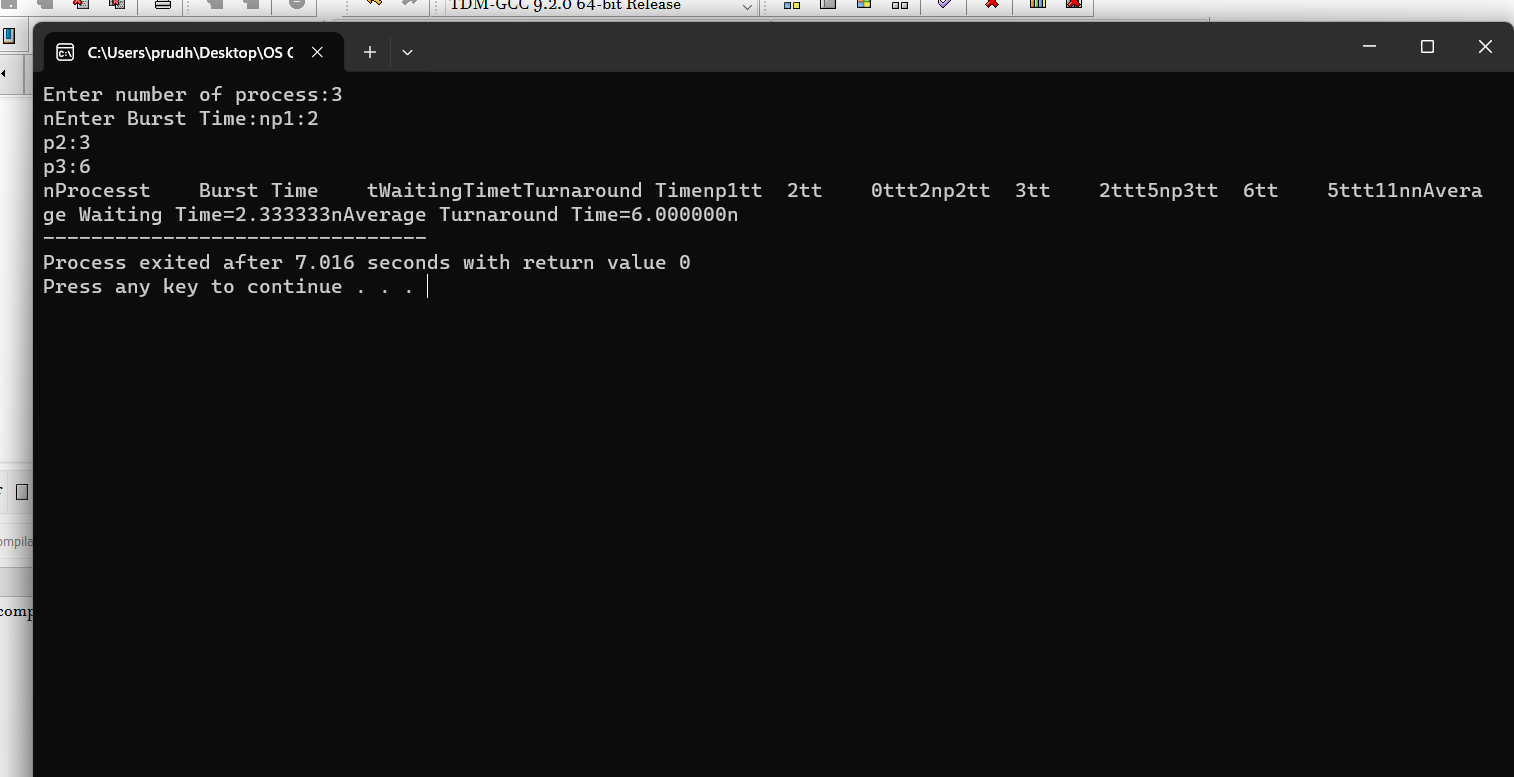 TDM-GCC 9.2.0 64-bit Release
C:\Users\prudh\Desktop\OS C
Enter number of process:3
nEnter Burst Time:np1:2
p2:3
p3:6
nProcesst    Burst Time    tWaitingTimetTurnaround Timenp1tt  2tt    0ttt2np2tt  3tt    2ttt5np3tt  6tt    5ttt11nnAvera
ge Waiting Time=2.333333nAverage Turnaround Time=6.000000n
--------------------------------
Process exited after 7.016 seconds with return value 0
Press any key to continue . . .
ompila
comp